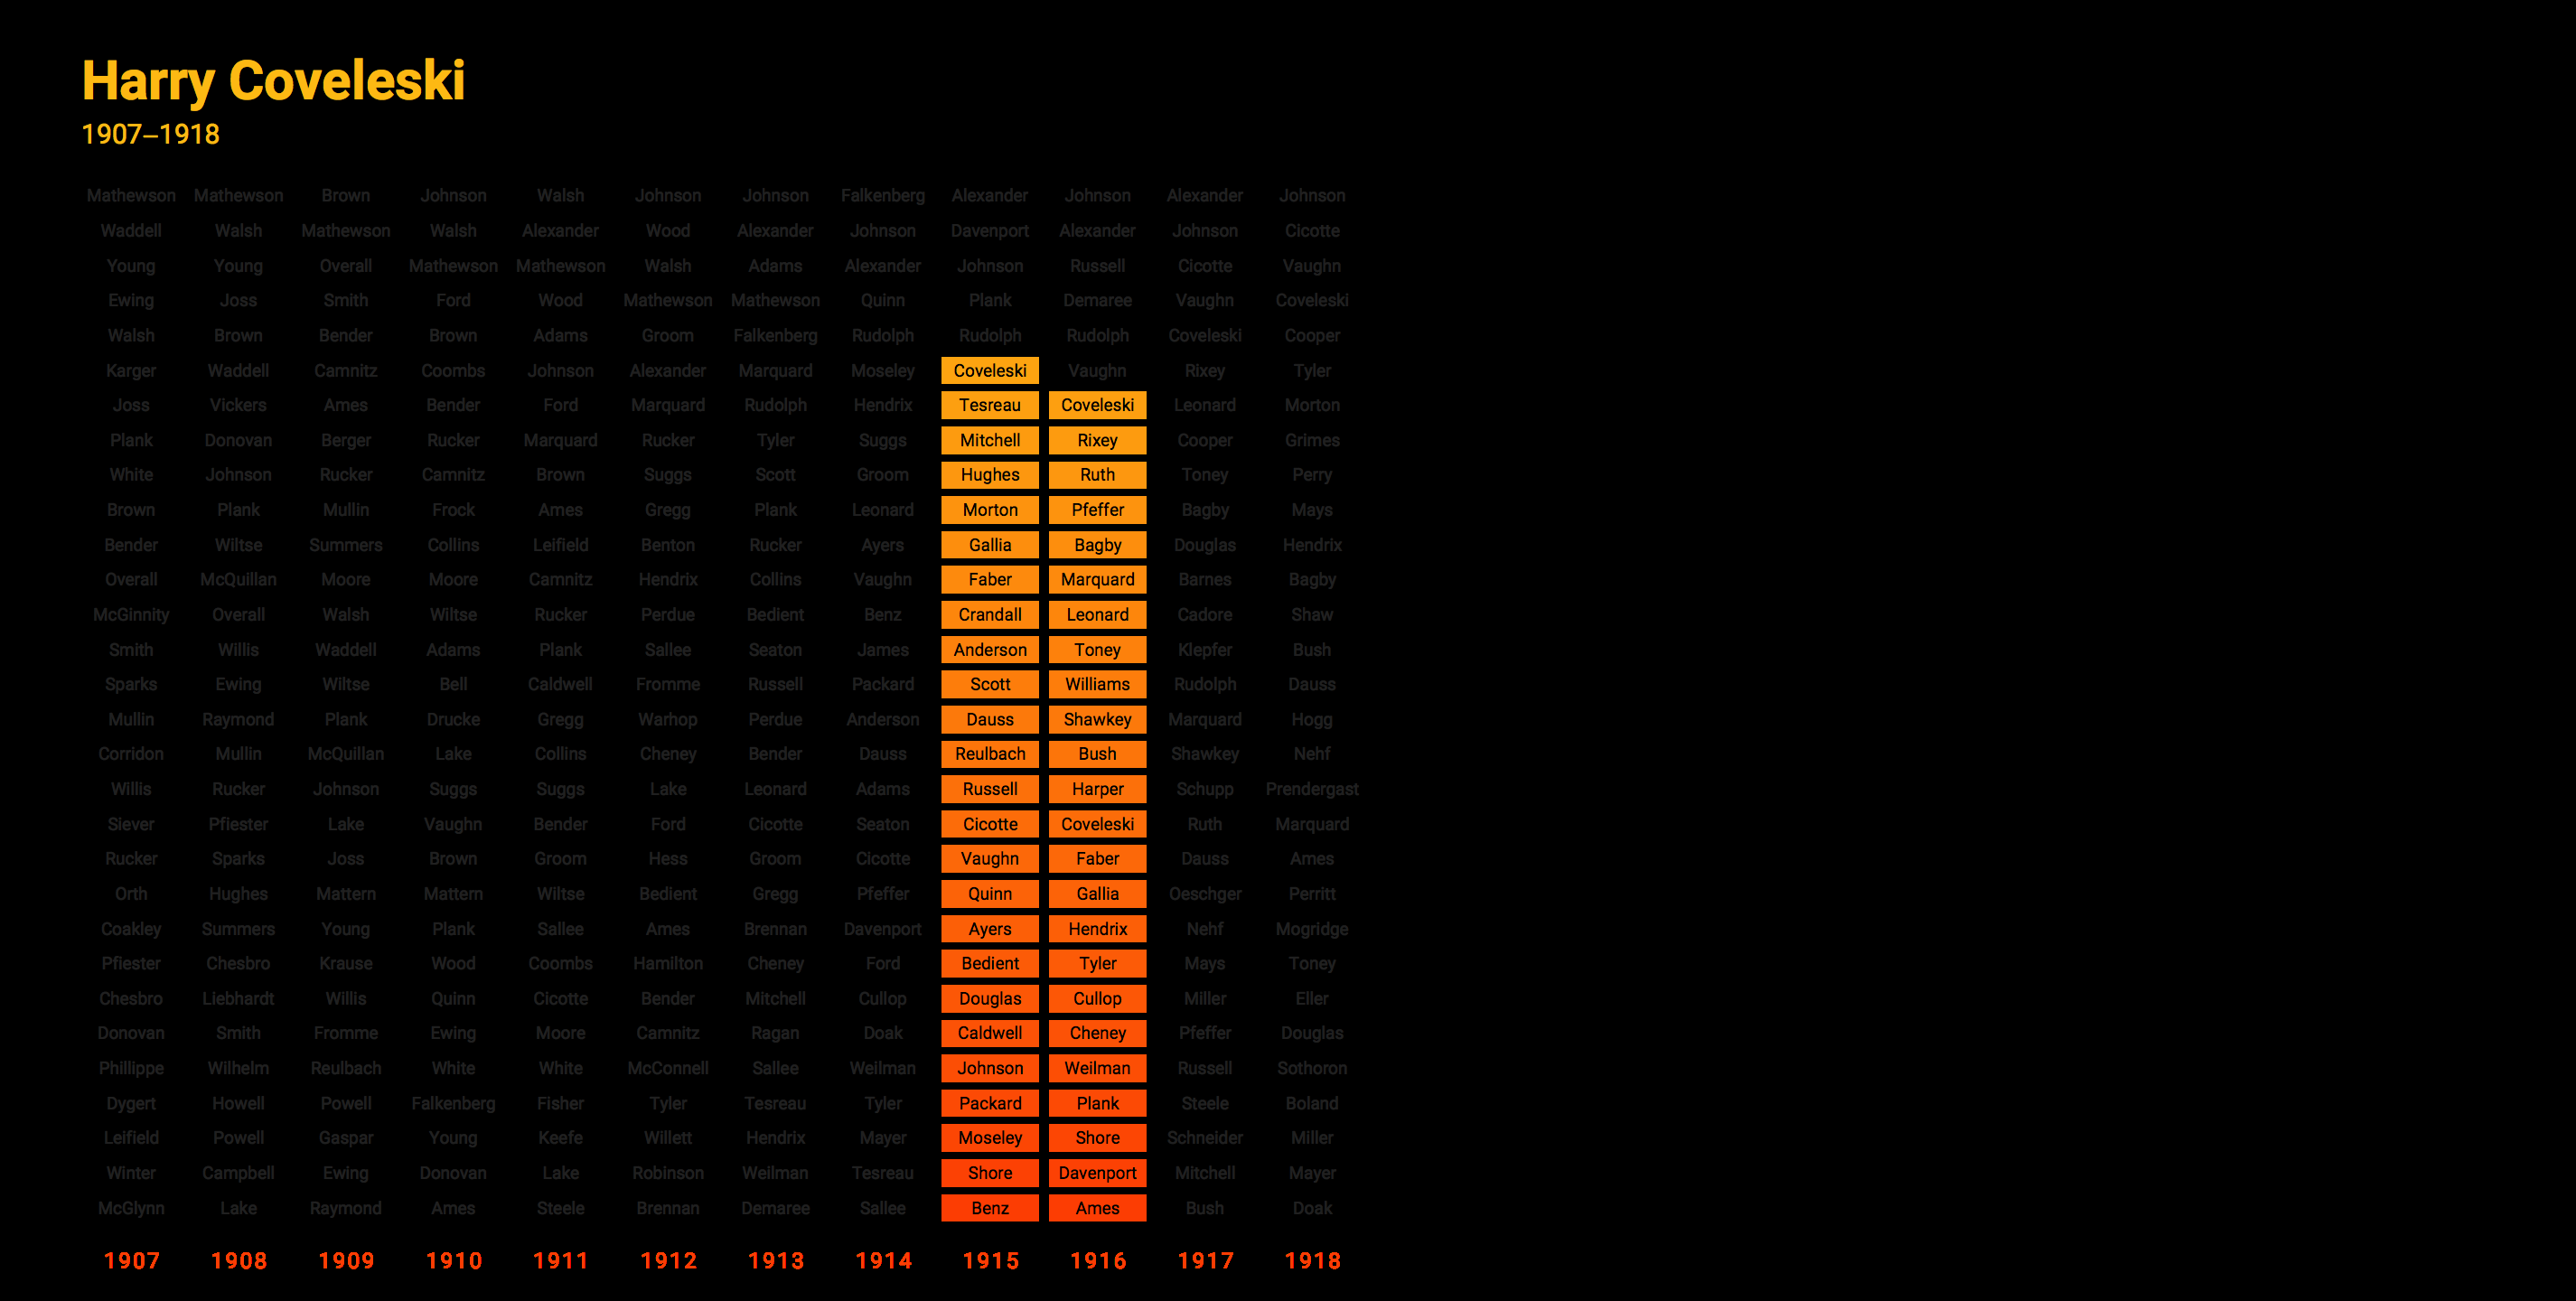 Harry Coveleski
1907–1918
Mathewson Mathewson Brown Johnson Walsh Johnson Johnson Falkenberg Alexander Johnson Alexander Johnson
Waddell Walsh Mathewson Walsh Alexander Wood Alexander Johnson Davenport Alexander Johnson Cicotte
Young Young Overall Mathewson Mathewson Walsh Adams Alexander Johnson Russell Cicotte Vaughn
Ewing Joss Smith Ford Wood Mathewson Mathewson Quinn Plank Demaree Vaughn Coveleski
Walsh Brown Bender Brown Adams Groom Falkenberg Rudolph Rudolph Rudolph Coveleski Cooper
Karger Waddell Camnitz Coombs Johnson Alexander Marquard Moseley Coveleski Vaughn Rixey Tyler
Joss Vickers Ames Bender Ford Marquard Rudolph Hendrix Tesreau Coveleski Leonard Morton
Plank Donovan Berger Rucker Marquard Rucker Tyler Suggs Mitchell Rixey Cooper Grimes
White Johnson Rucker Camnitz Brown Suggs Scott Groom Hughes Ruth Toney Perry
Brown Plank Mullin Frock Ames Gregg Plank Leonard Morton Pfeffer Bagby Mays
Bender Wiltse Summers Collins Leifield Benton Rucker Ayers Gallia Bagby Douglas Hendrix
Overall McQuillan Moore Moore Camnitz Hendrix Collins Vaughn Faber Marquard Barnes Bagby
McGinnity Overall Walsh Wiltse Rucker Perdue Bedient Benz Crandall Leonard Cadore Shaw
Smith Willis Waddell Adams Plank Sallee Seaton James Anderson Toney Klepfer Bush
Sparks Ewing Wiltse Bell Caldwell Fromme Russell Packard Scott Williams Rudolph Dauss
Mullin Raymond Plank Drucke Gregg Warhop Perdue Anderson Dauss Shawkey Marquard Hogg
Corridon Mullin McQuillan Lake Collins Cheney Bender Dauss Reulbach Bush Shawkey Nehf
Willis Rucker Johnson Suggs Suggs Lake Leonard Adams Russell Harper Schupp Prendergast
Siever Pfiester Lake Vaughn Bender Ford Cicotte Seaton Cicotte Coveleski Ruth Marquard
Rucker Sparks Joss Brown Groom Hess Groom Cicotte Vaughn Faber Dauss Ames
Orth Hughes Mattern Mattern Wiltse Bedient Gregg Pfeffer Quinn Gallia Oeschger Perritt
Coakley Summers Young Plank Sallee Ames Brennan Davenport Ayers Hendrix Nehf Mogridge
Pfiester Chesbro Krause Wood Coombs Hamilton Cheney Ford Bedient Tyler Mays Toney
Chesbro Liebhardt Willis Quinn Cicotte Bender Mitchell Cullop Douglas Cullop Miller Eller
Donovan Smith Fromme Ewing Moore Camnitz Ragan Doak Caldwell Cheney Pfeffer Douglas
Phillippe Wilhelm Reulbach White White McConnell Sallee Weilman Johnson Weilman Russell Sothoron
Dygert Howell Powell Falkenberg Fisher Tyler Tesreau Tyler Packard Plank Steele Boland
Leifield Powell Gaspar Young Keefe Willett Hendrix Mayer Moseley Shore Schneider Miller
Winter Campbell Ewing Donovan Lake Robinson Weilman Tesreau Shore Davenport Mitchell Mayer
McGlynn Lake Raymond Ames Steele Brennan Demaree Sallee Benz Ames Bush Doak
1907 1908 1909 1910 1911 1912 1913 1914 1915 1916 1917 1918